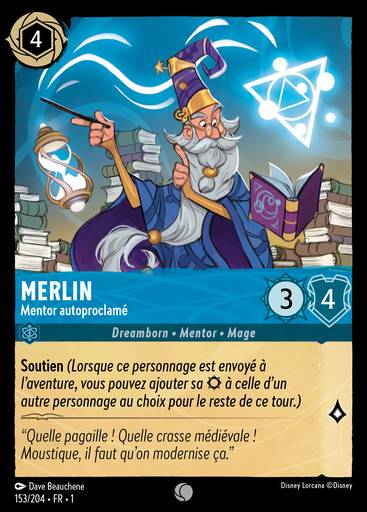 4
MERLIN
Mentor autoproclamé
3
4
Dreamborn • Mentor • Mage
Soutien (Lorsque ce personnage est envoyé à
l’aventure, vous pouvez ajouter sa à celle d’un
autre personnage au choix pour le reste de ce tour.)
“Quelle pagaille ! Quelle crasse médiévale !
Moustique, il faut qu’on modernise ça.”
Dave Beauchene
Disney Lorcana ©Disney
153/204 • FR • 1